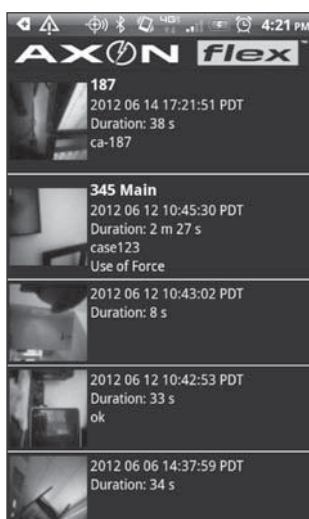 4G
4:21 PM
AXON flex™
187
2012 06 14 17:21:51 PDT
Duration: 38 s
ca-187
345 Main
2012 06 12 10:45:30 PDT
Duration: 2 m 27 s
case123
Use of Force
2012 06 12 10:43:02 PDT
Duration: 8 s
2012 06 12 10:42:53 PDT
Duration: 33 s
ok
2012 06 06 14:37:59 PDT
Duration: 34 s